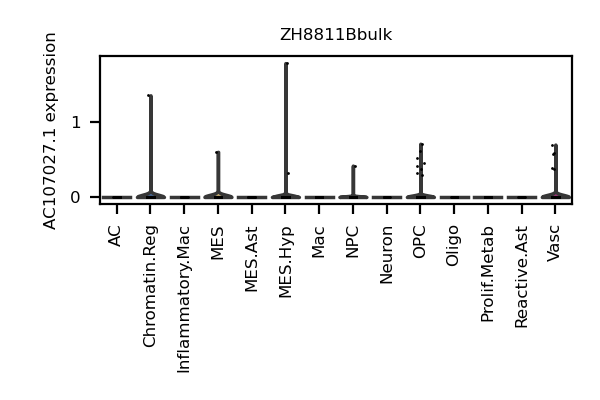 ZH8811Bbulk
AC107027.1 expression
1
0
AC
Chromatin.Reg
Inflammatory.Mac
MES
MES.Ast
MES.Hyp
Mac
NPC
Neuron
OPC
Oligo
Prolif.Metab
Reactive.Ast
Vasc